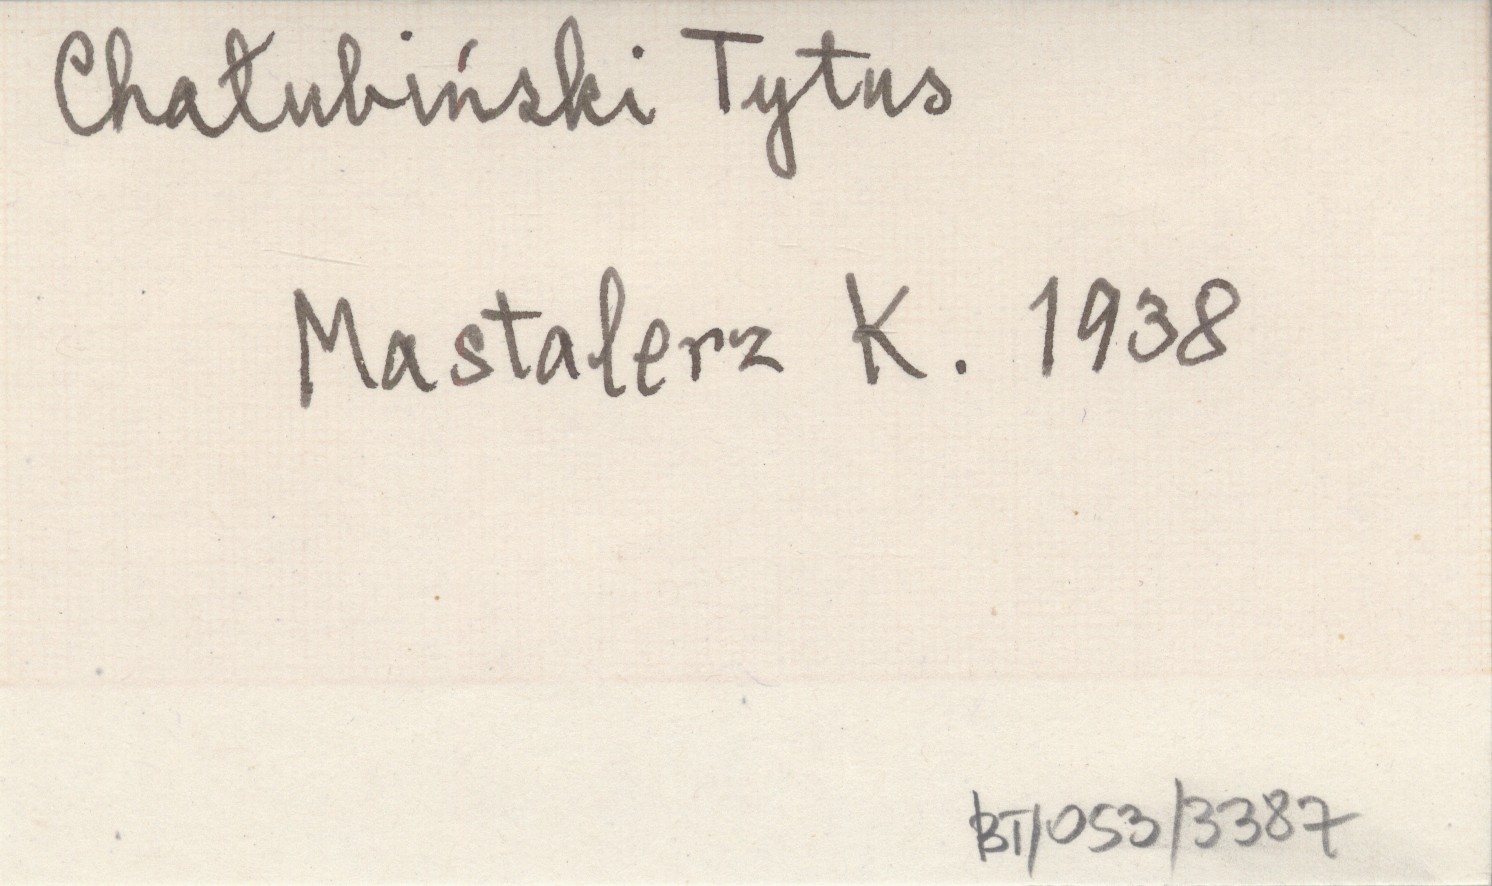 Chałubiński Tytus
Mastalerz K. 1938
BT/053/3387